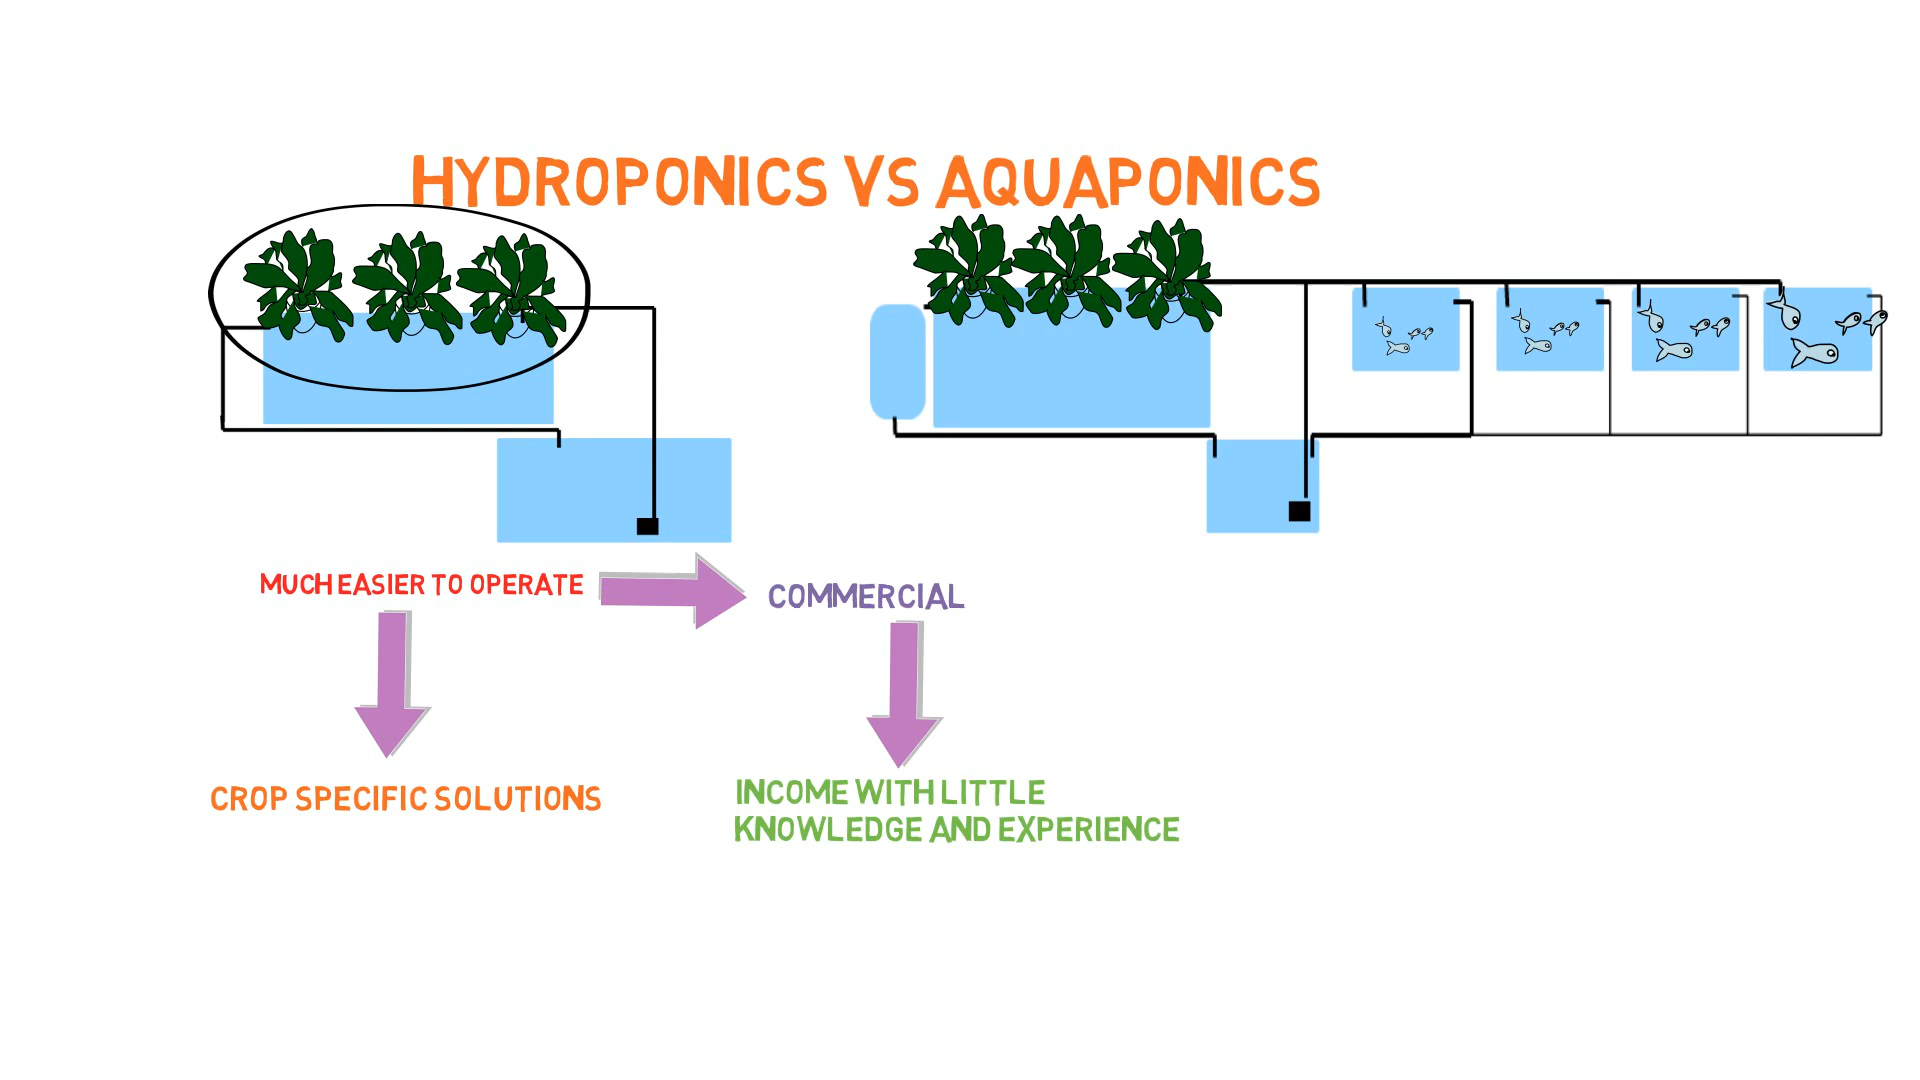 HYDROPONICS VS AQUAPONICS
MUCH EASIER TO OPERATE
COMMERCIAL
CROP SPECIFIC SOLUTIONS
INCOME WITH LITTLE
KNOWLEDGE AND EXPERIENCE